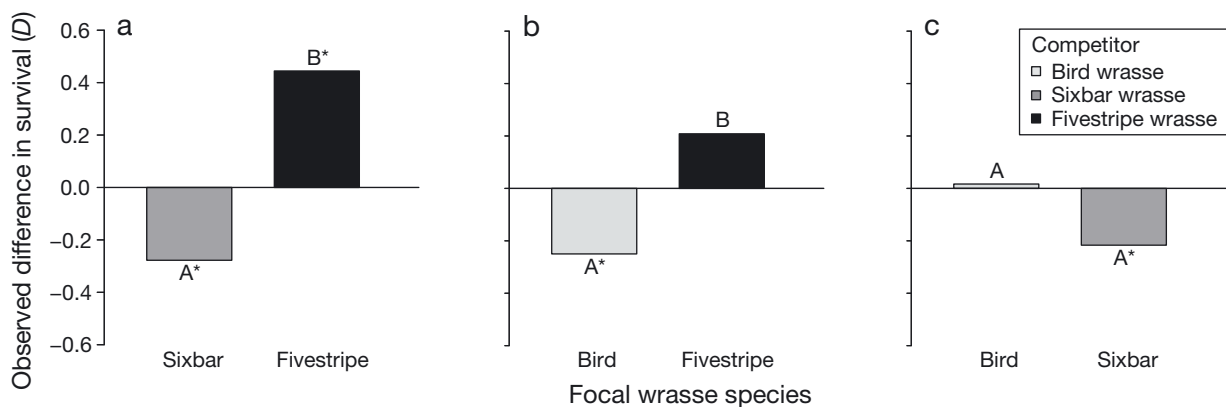 Observed difference in survival (D)
0.6
0.4
0.2
0.0
–0.2
–0.4
–0.6
a
B*
A*
Sixbar Fivestripe
b
B
A*
Bird Fivestripe
c
A
A*
Bird Sixbar
Competitor
Bird wrasse
Sixbar wrasse
Fivestripe wrasse
Focal wrasse species